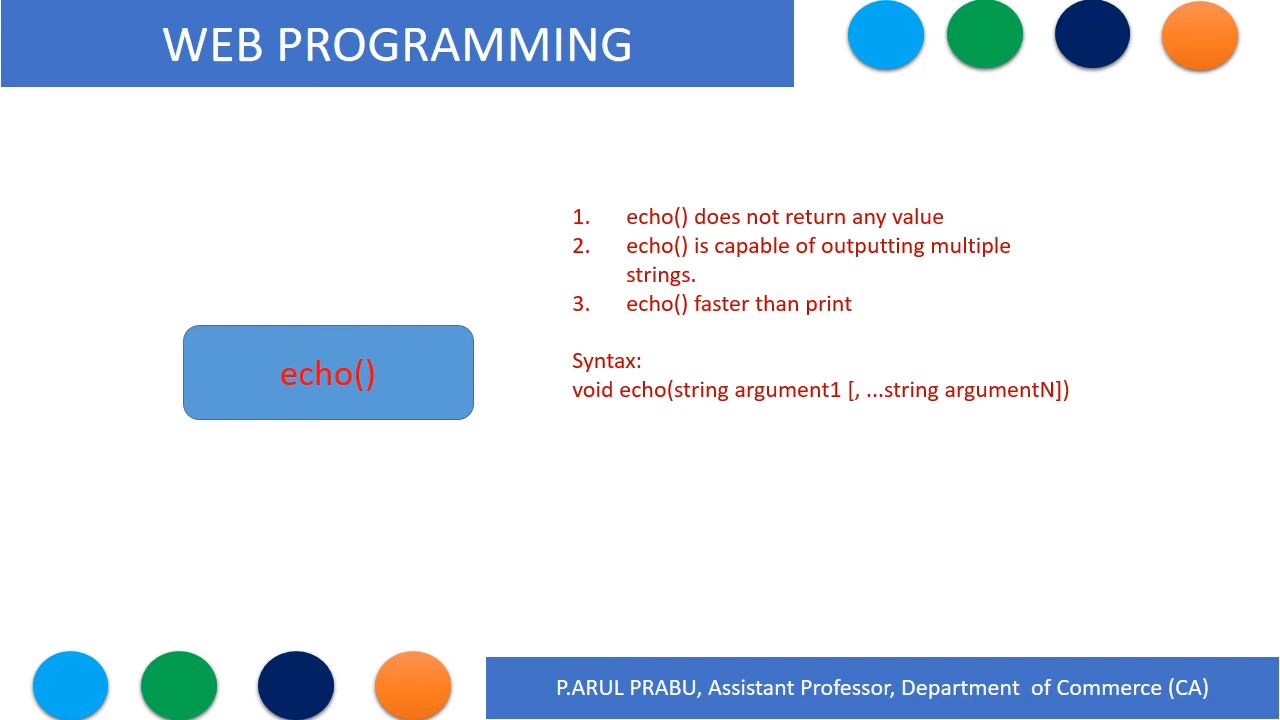 WEB PROGRAMMING
echo()
1. echo() does not return any value
2. echo() is capable of outputting multiple
strings.
3. echo() faster than print
Syntax:
void echo(string argument1 [, ...string argumentN])
P.ARUL PRABU, Assistant Professor, Department of Commerce (CA)